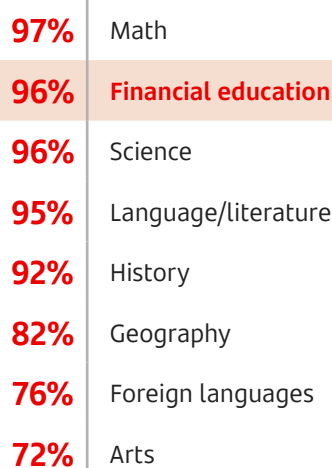 97% Math
96% Financial education
96% Science
95% Language/literature
92% History
82% Geography
76% Foreign languages
72% Arts